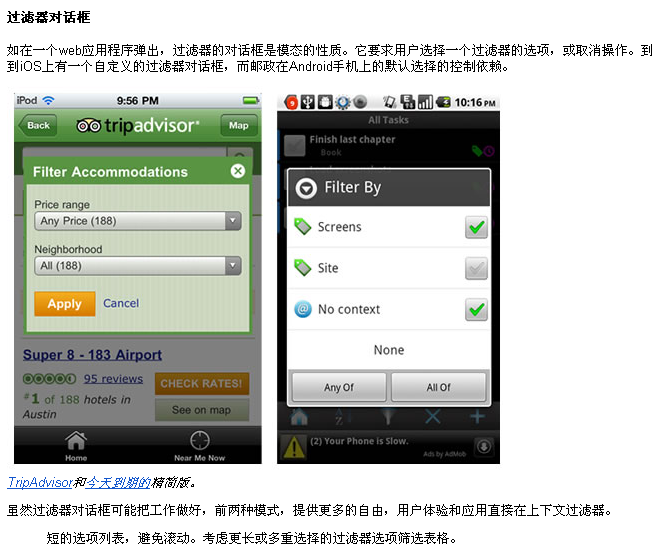 过滤器对话框
如在一个web应用程序弹出，过滤器的对话框是模态的性质。它要求用户选择一个过滤器的选项，或取消操作。到
到iOS上有一个自定义的过滤器对话框，而邮政在Android手机上的默认选择的控制依赖。
iPod 9:56 PM
Back tripadvisor Map
Filter Accommodations
Price range
Any Price (188)
Neighborhood
All (188)
Apply Cancel
Super 8 - 183 Airport
95 reviews CHECK RATES!
#1 of 188 hotels in
Austin
See on map
Home Near Me Now
10:16 PM
All Tasks
Finish last chapter
Book
Filter By
Screens
Site
@ No context
None
Any Of All Of
(2) Your Phone is Slow.
Ads by AdMob
TripAdvisor和今天到期的精简版。
虽然过滤器对话框可能把工作做好，前两种模式，提供更多的自由，用户体验和应用直接在上下文过滤器。
短的选项列表，避免滚动。考虑更长或多重选择的过滤器选项筛选表格。